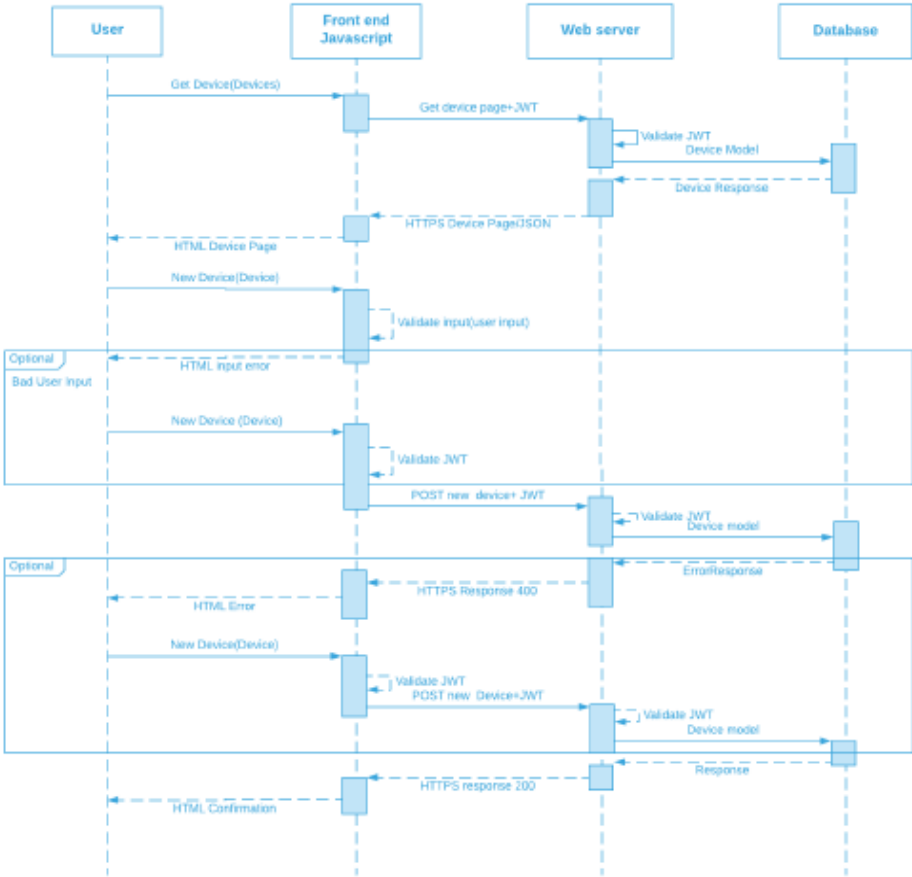 User
Front end
Javascript
Web server
Database
Get Device(Devices)
Get device page+JWT
Validate JWT
Device Model
Device Response
HTTPS Device Page/JSON
HTML Device Page
New Device(Device)
Validate input(user input)
Optional
HTML input error
Bad User Input
New Device (Device)
Validate JWT
POST new device+ JWT
Validate JWT
Device model
Optional
ErrorResponse
HTTPS Response 400
HTML Error
New Device(Device)
Validate JWT
POST new Device+JWT
Validate JWT
Device model
Response
HTTPS response 200
HTML Confirmation